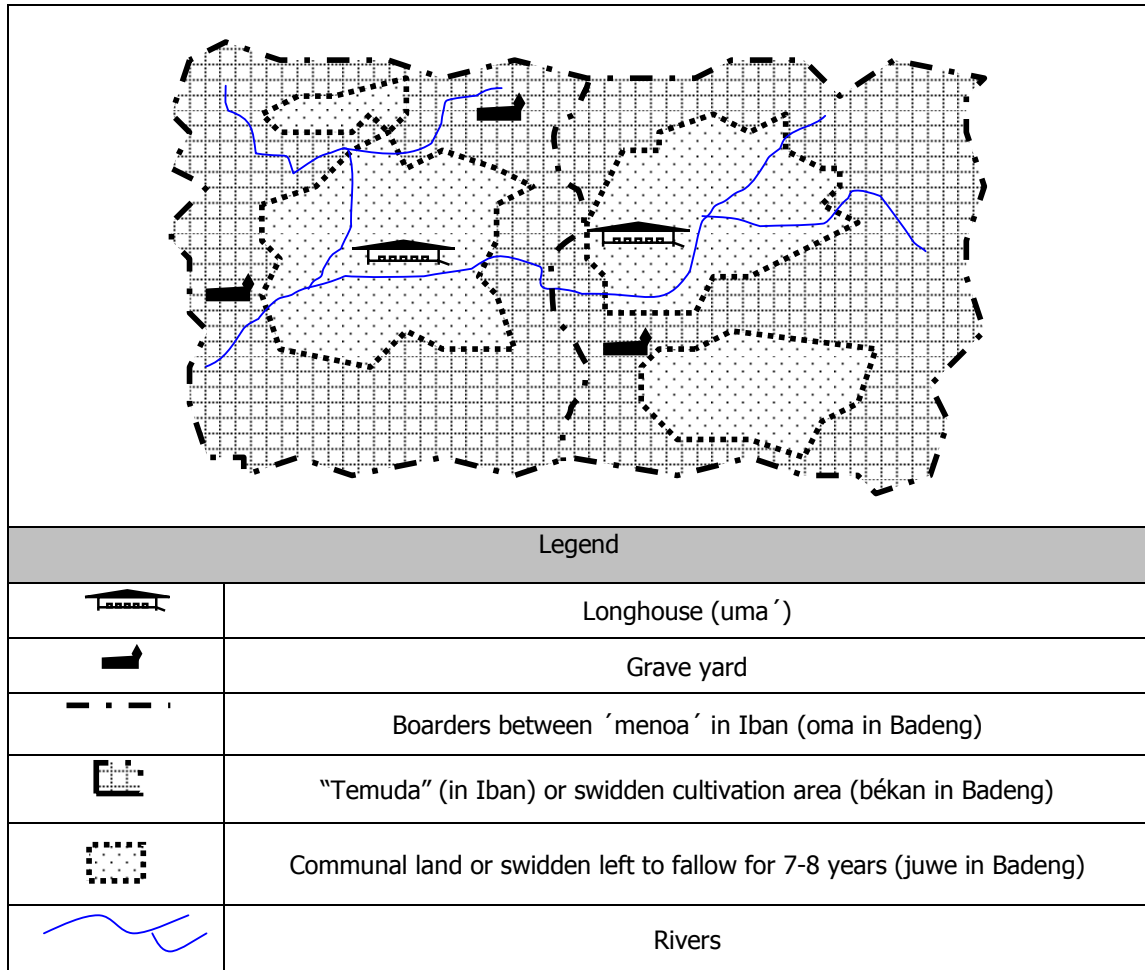 Legend
Longhouse (uma´)
Grave yard
Boarders between ´menoa´ in Iban (oma in Badeng)
“Temuda” (in Iban) or swidden cultivation area (békan in Badeng)
Communal land or swidden left to fallow for 7-8 years (juwe in Badeng)
Rivers